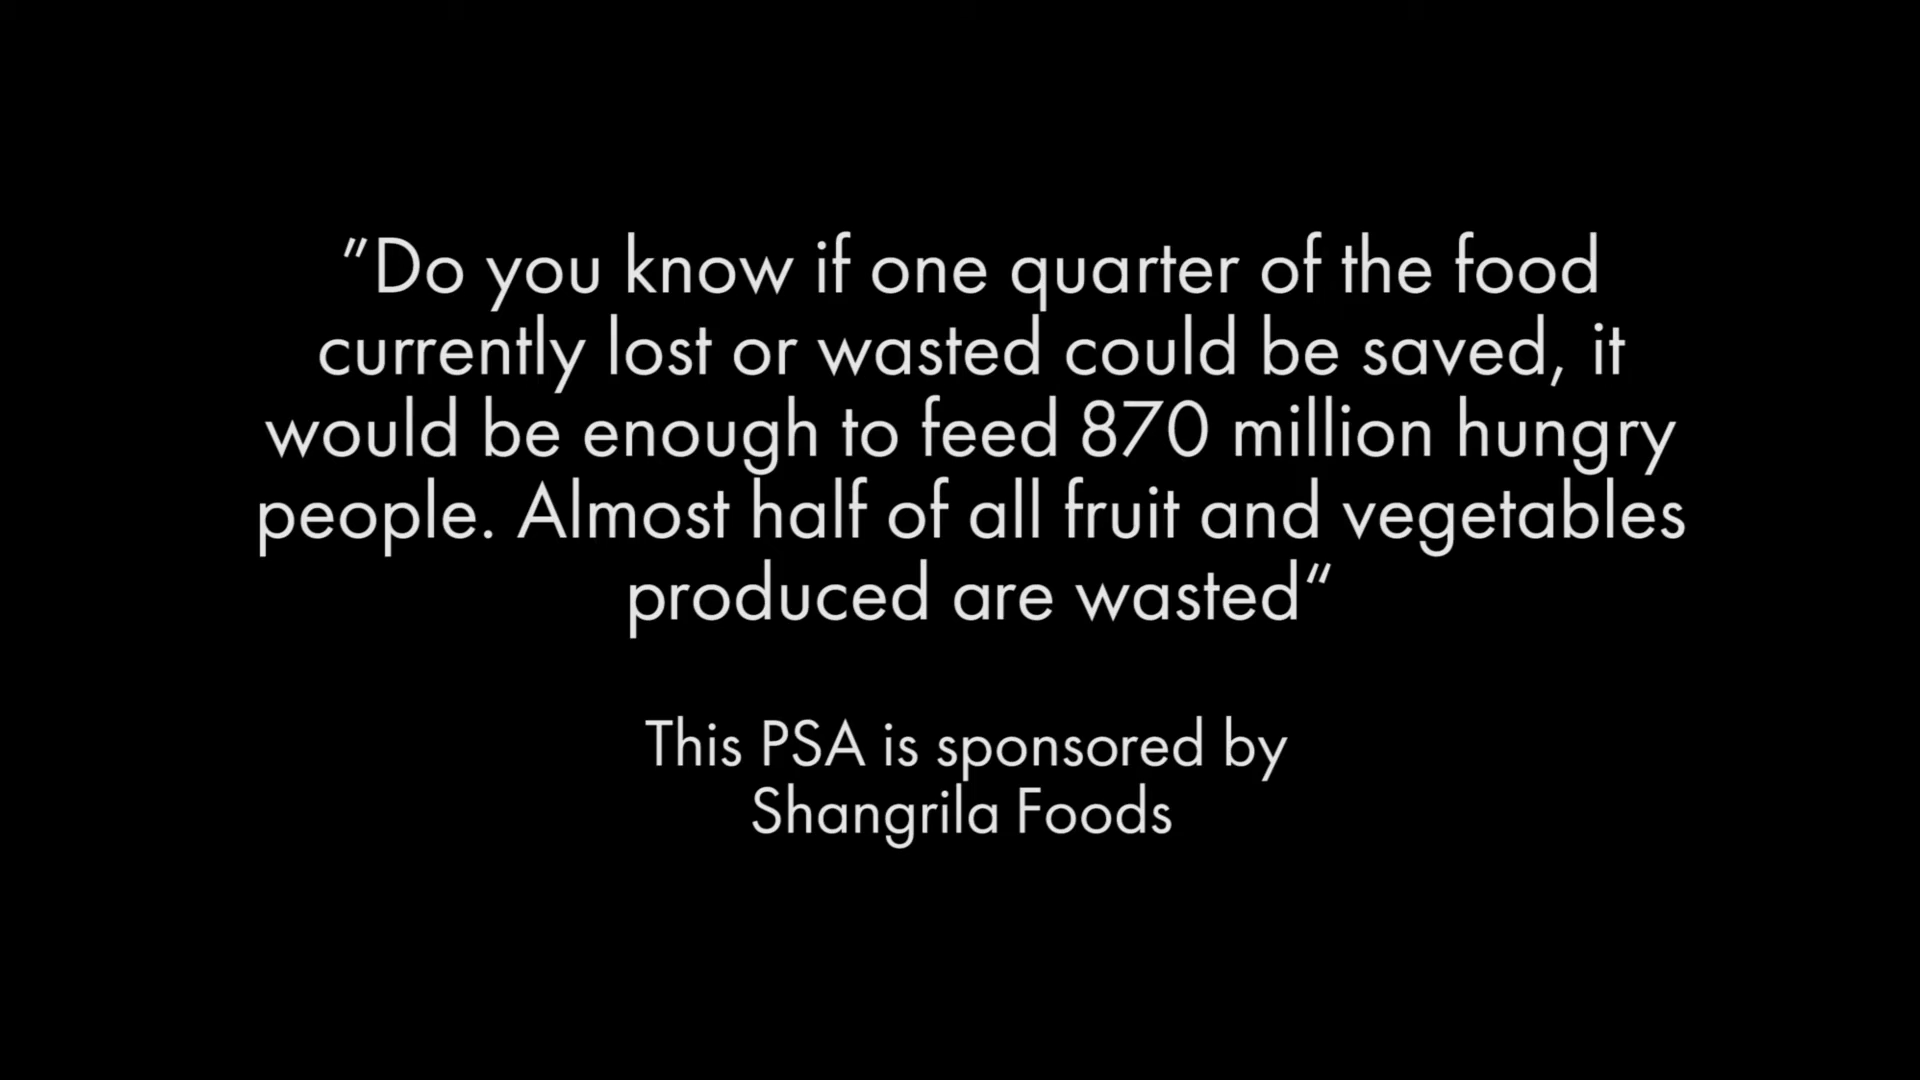 ”Do you know if one quarter of the food
currently lost or wasted could be saved, it
would be enough to feed 870 million hungry
people. Almost half of all fruit and vegetables
produced are wasted“
This PSA is sponsored by
Shangrila Foods